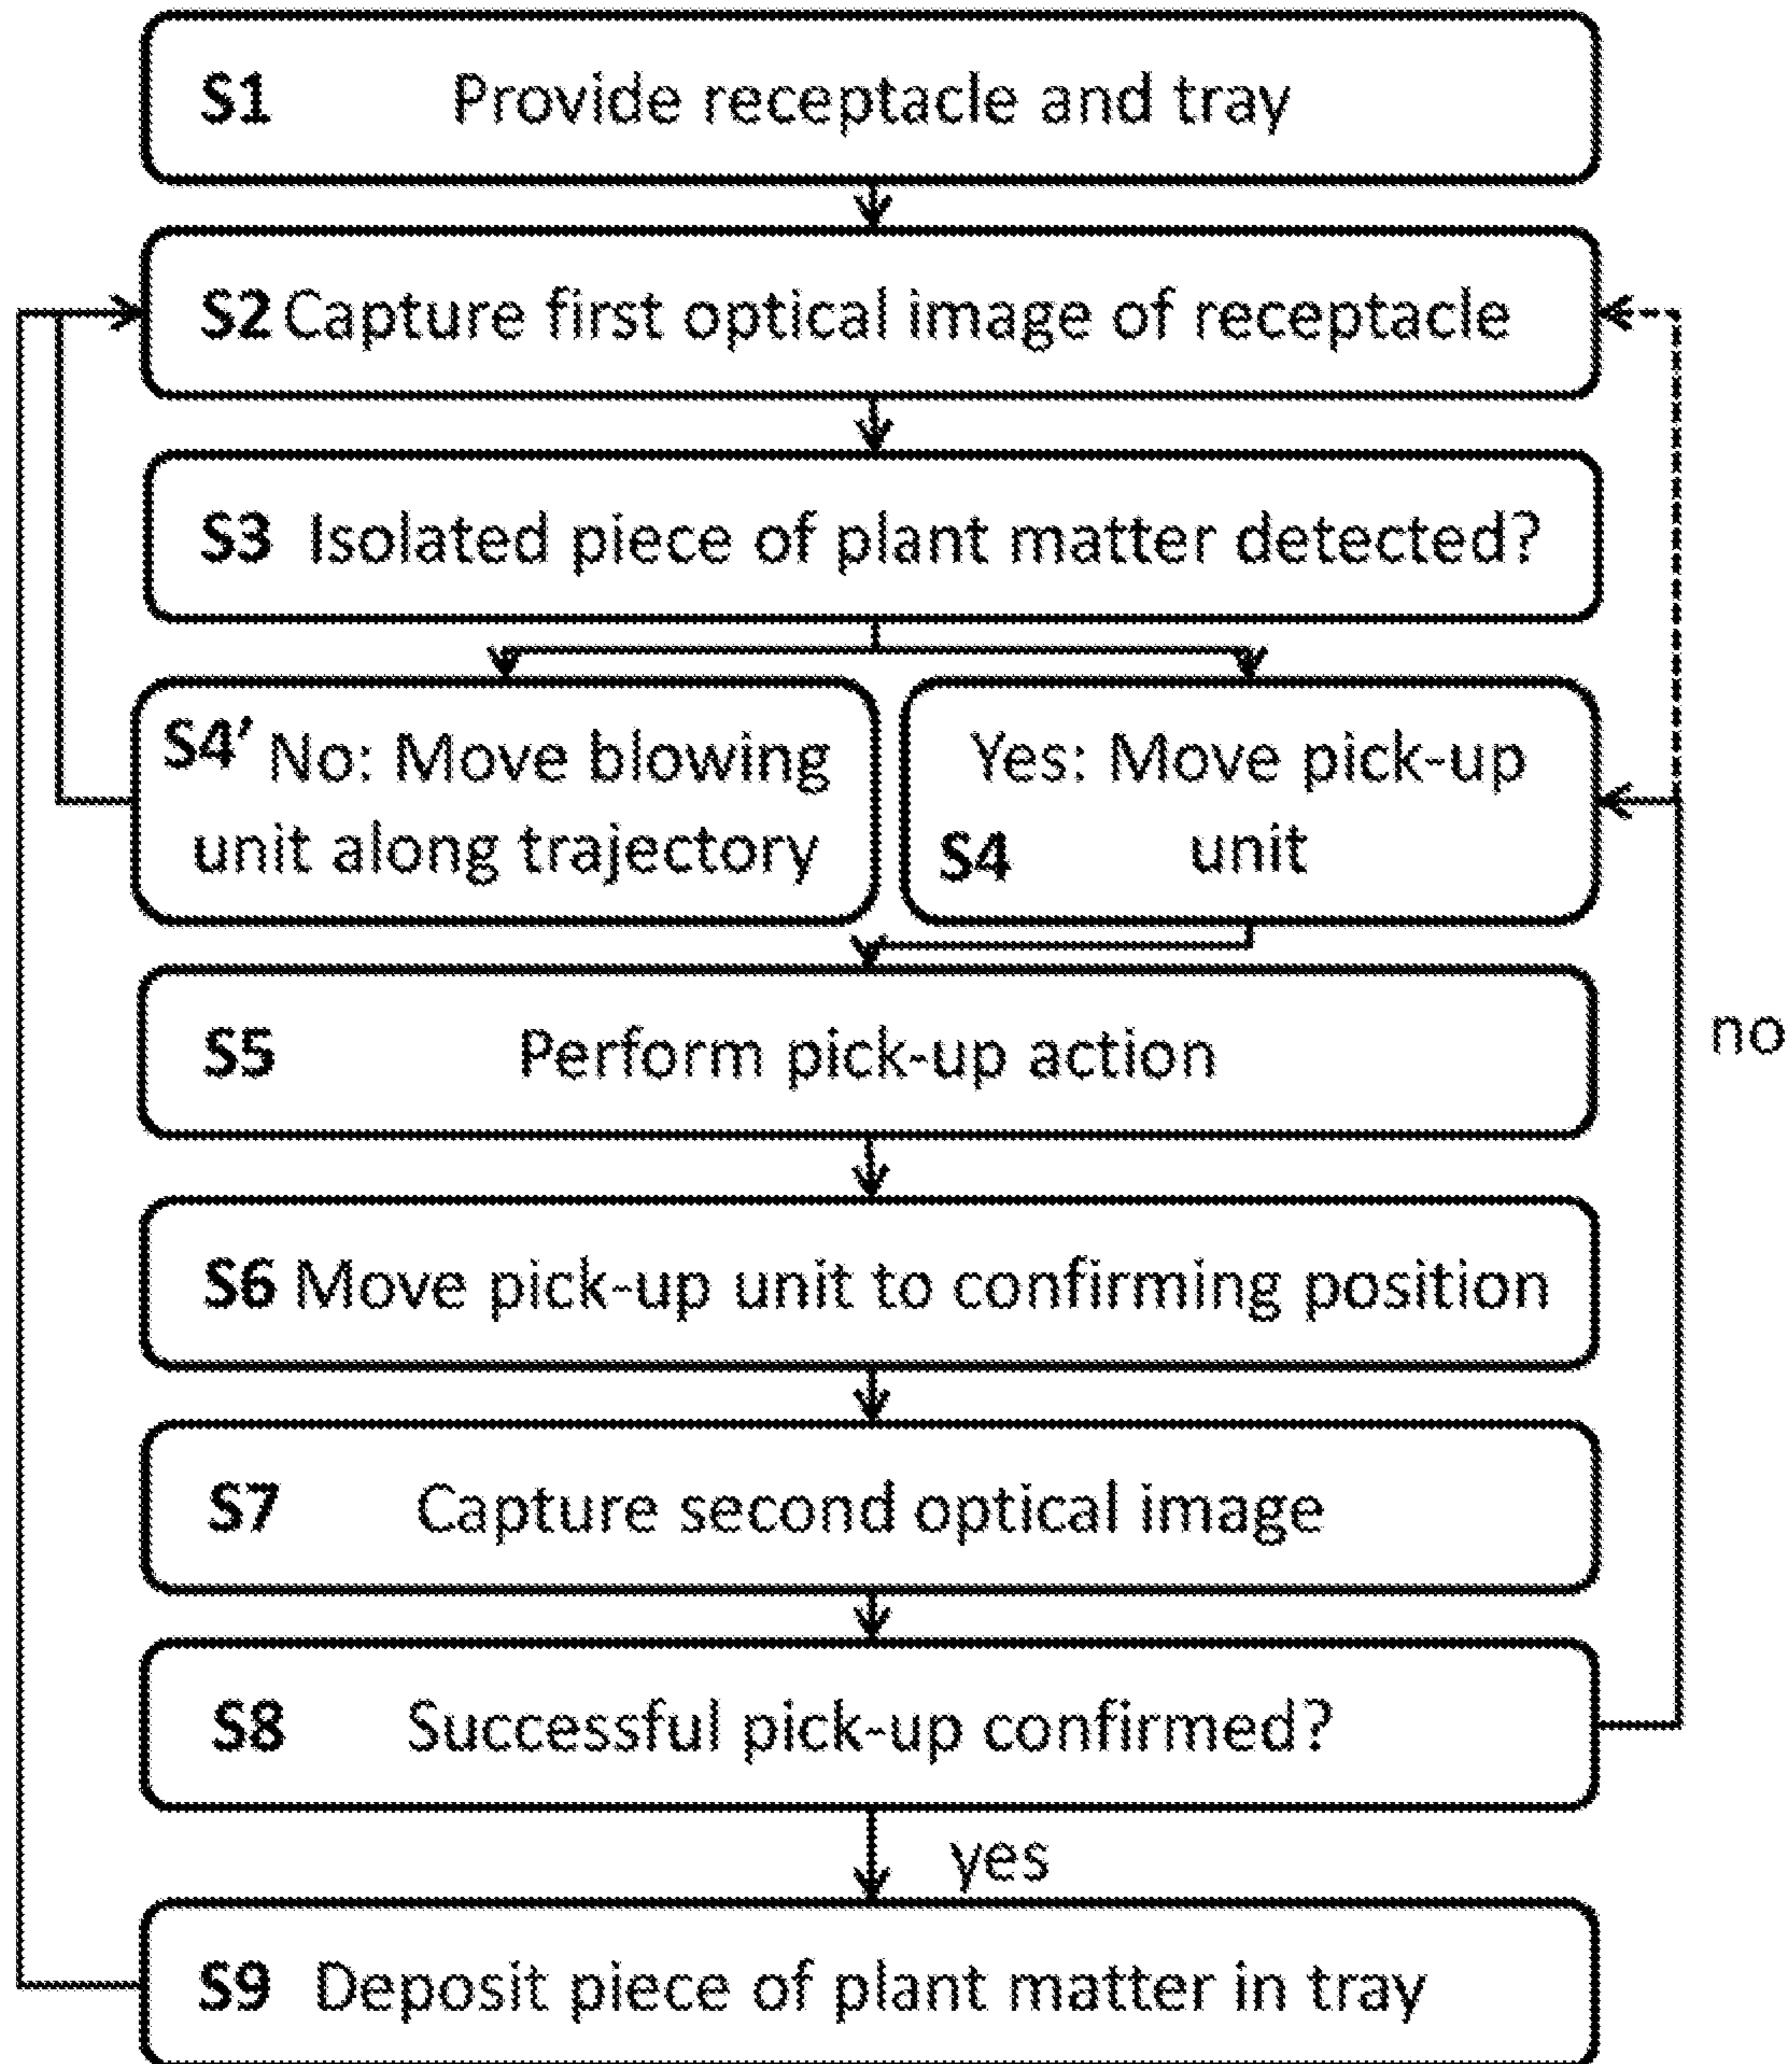 S1 Provide receptacle and tray
S2 Capture first optical image of receptacle
S3 Isolated piece of plant matter detected?
S4' No: Move blowing
unit along trajectory
Yes: Move pick-up
S4 unit
S5 Perform pick-up action
no
S6 Move pick-up unit to confirming position
S7 Capture second optical image
S8 Successful pick-up confirmed?
yes
S9 Deposit piece of plant matter in tray